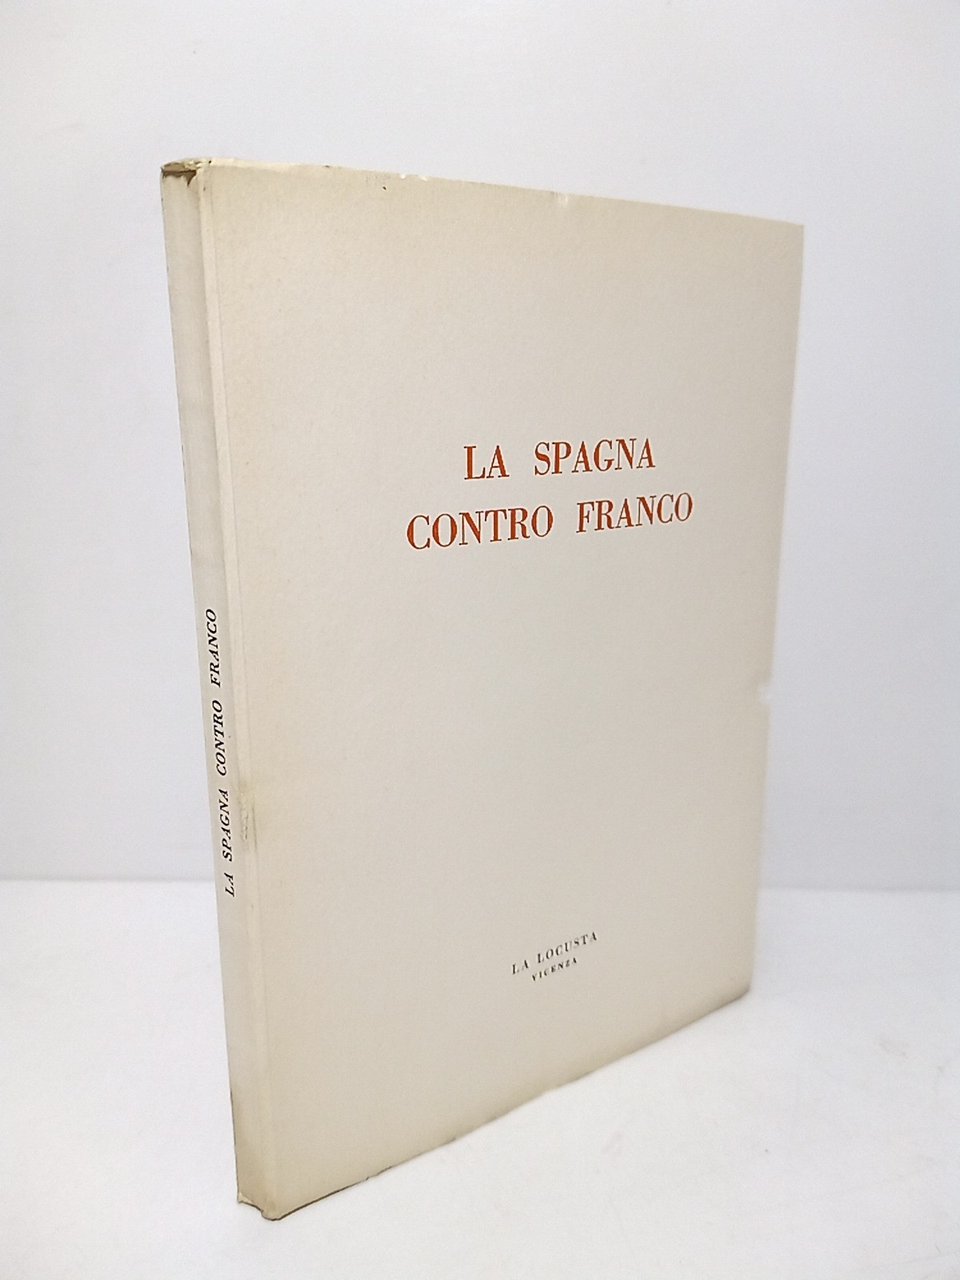 LA SPAGNA
CONTRO FRANCO
LA LOCUSTA
VICENZA
LA SPAGNA CONTRO FRANCO